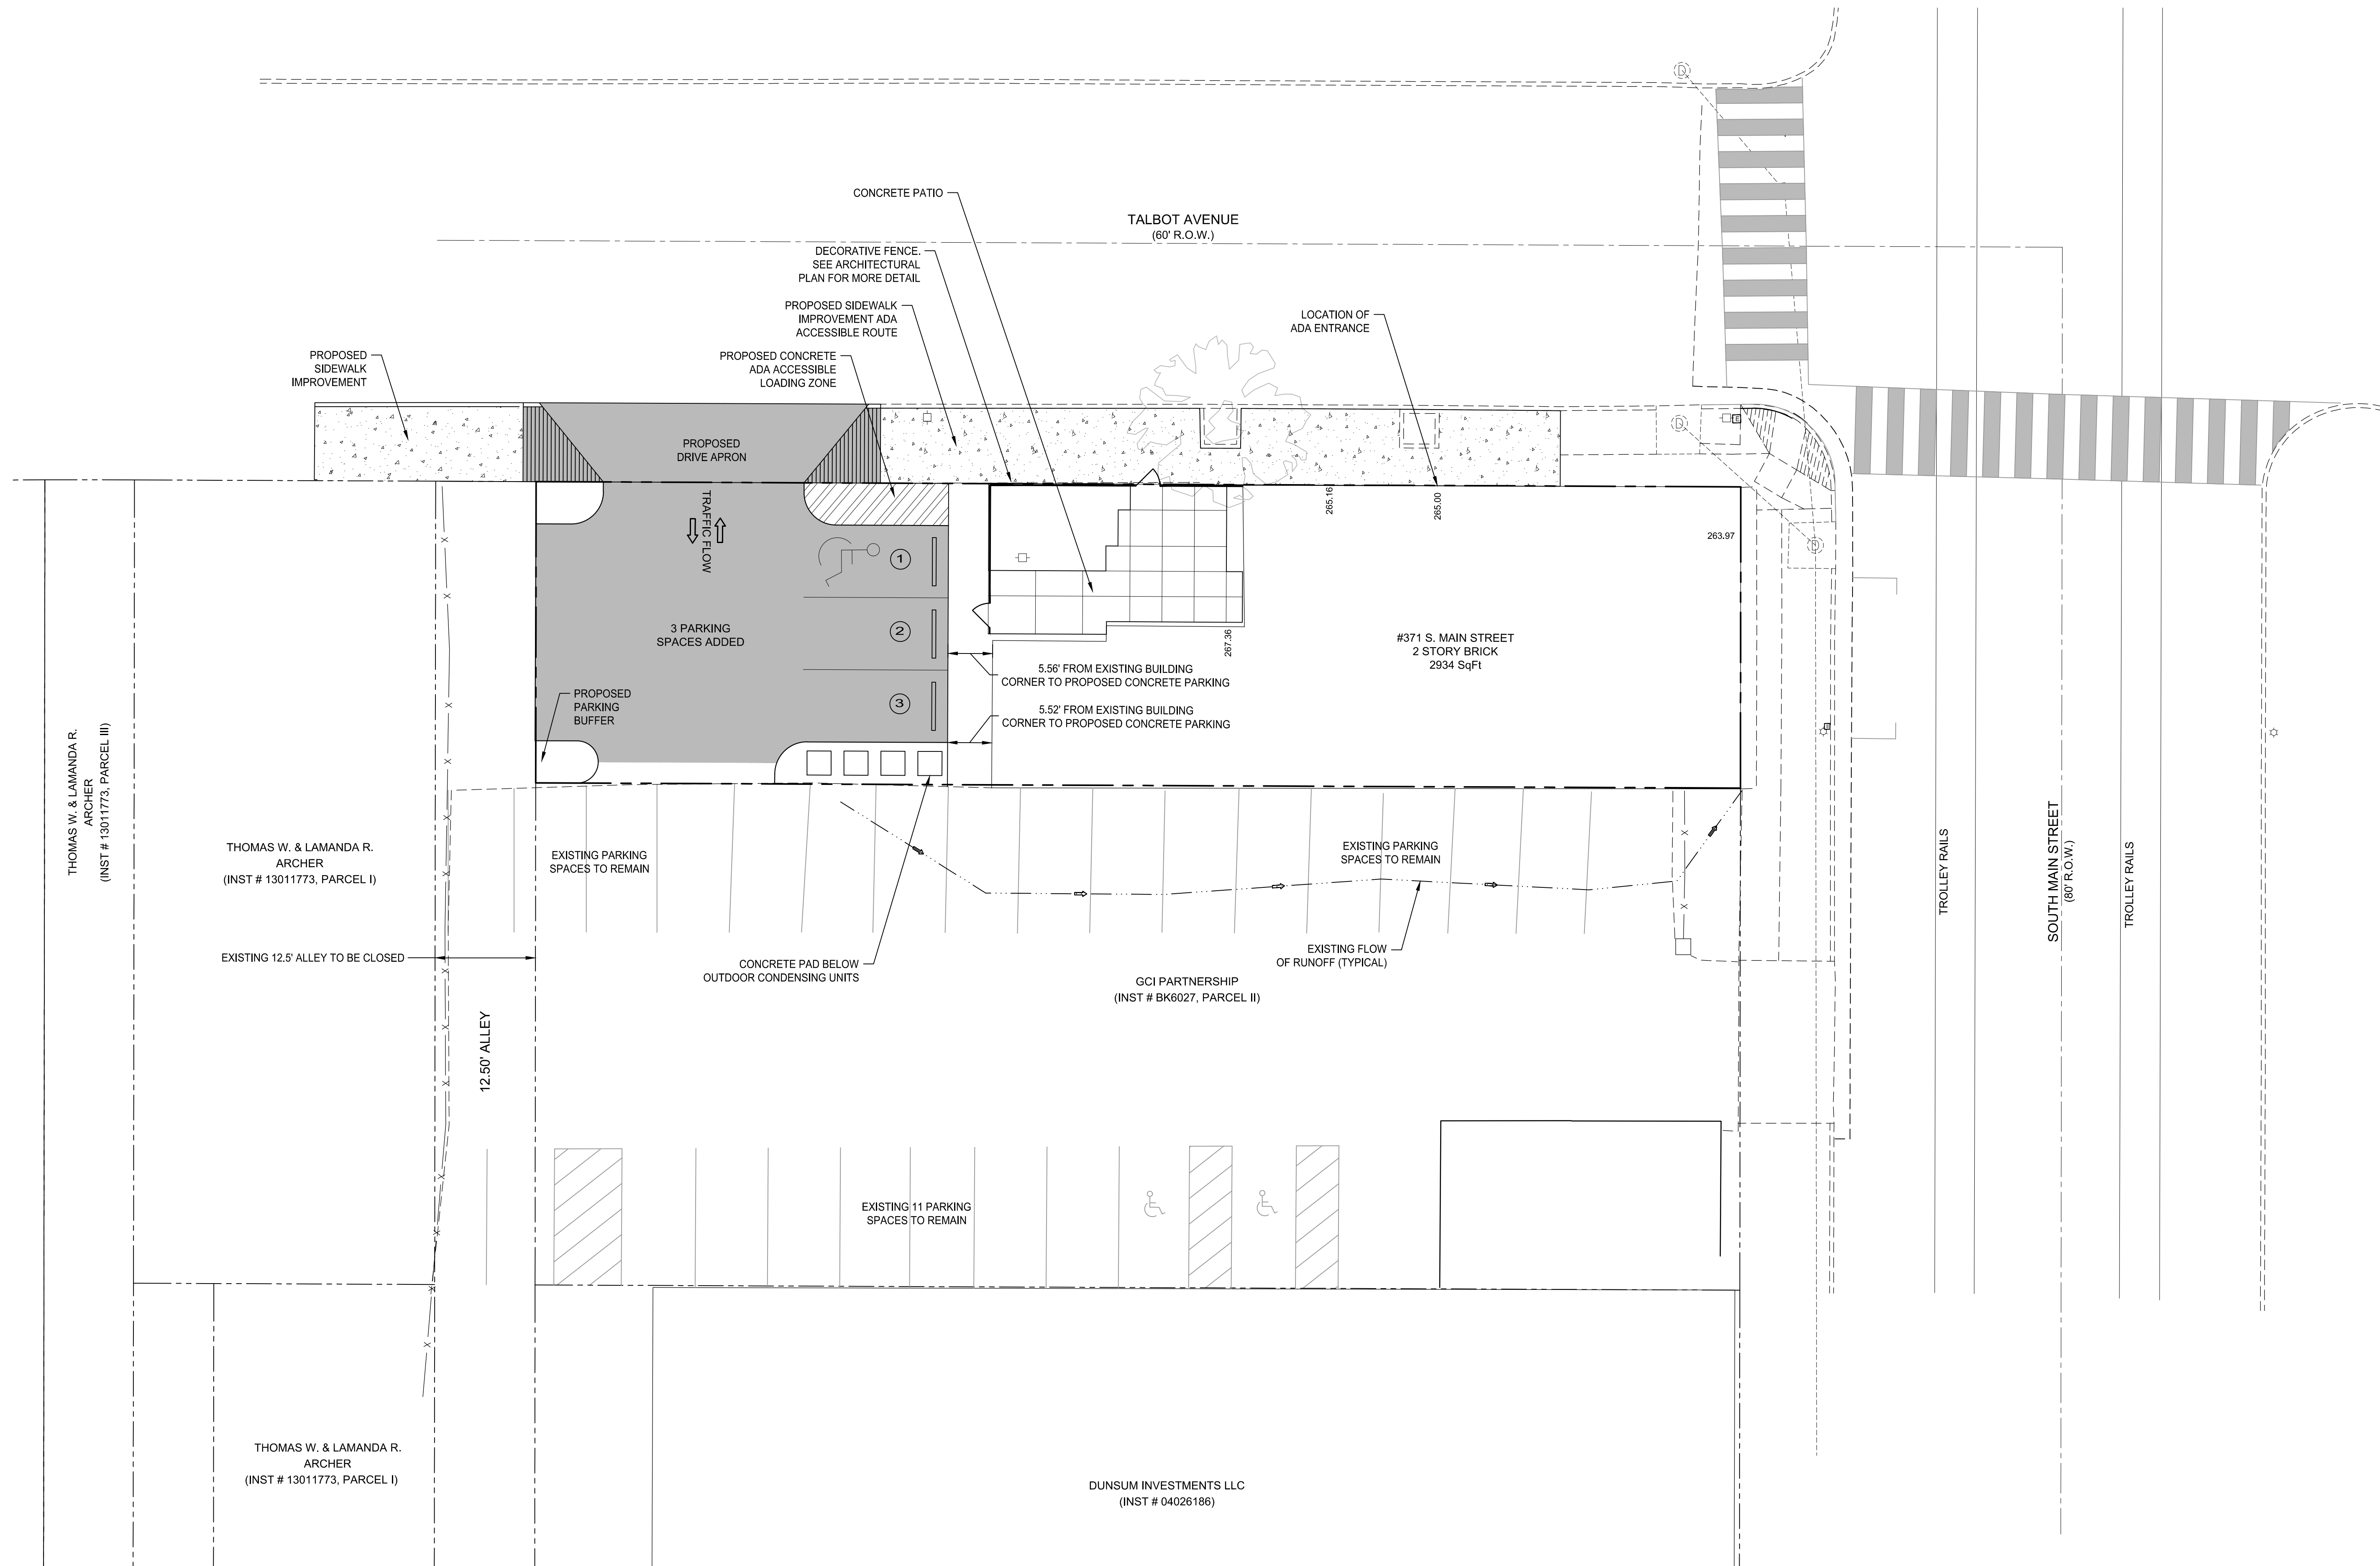 CONCRETE PATIO
TALBOT AVENUE
(60' R.O.W.)
DECORATIVE FENCE.
SEE ARCHITECTURAL
PLAN FOR MORE DETAIL
PROPOSED SIDEWALK
IMPROVEMENT ADA
ACCESSIBLE ROUTE
LOCATION OF
ADA ENTRANCE
PROPOSED
SIDEWALK
IMPROVEMENT
PROPOSED CONCRETE
ADA ACCESSIBLE
LOADING ZONE
PROPOSED
DRIVE APRON
D
D
D
E
TRAFFIC FLOW
265.16
265.00
263.97
1
2
3
3 PARKING
SPACES ADDED
267.36
#371 S. MAIN STREET
2 STORY BRICK
2934 SqFt
5.56' FROM EXISTING BUILDING
CORNER TO PROPOSED CONCRETE PARKING
5.52' FROM EXISTING BUILDING
CORNER TO PROPOSED CONCRETE PARKING
PROPOSED
PARKING
BUFFER
THOMAS W. & LAMANDA R.
ARCHER
(INST # 13011773, PARCEL III)
THOMAS W. & LAMANDA R.
ARCHER
(INST # 13011773, PARCEL I)
EXISTING PARKING
SPACES TO REMAIN
EXISTING PARKING
SPACES TO REMAIN
TROLLEY RAILS
SOUTH MAIN STREET
(80' R.O.W.)
TROLLEY RAILS
EXISTING 12.5' ALLEY TO BE CLOSED
CONCRETE PAD BELOW
OUTDOOR CONDENSING UNITS
EXISTING FLOW
OF RUNOFF (TYPICAL)
GCI PARTNERSHIP
(INST # BK6027, PARCEL II)
12.50' ALLEY
EXISTING 11 PARKING
SPACES TO REMAIN
THOMAS W. & LAMANDA R.
ARCHER
(INST # 13011773, PARCEL I)
DUNSUM INVESTMENTS LLC
(INST # 04026186)